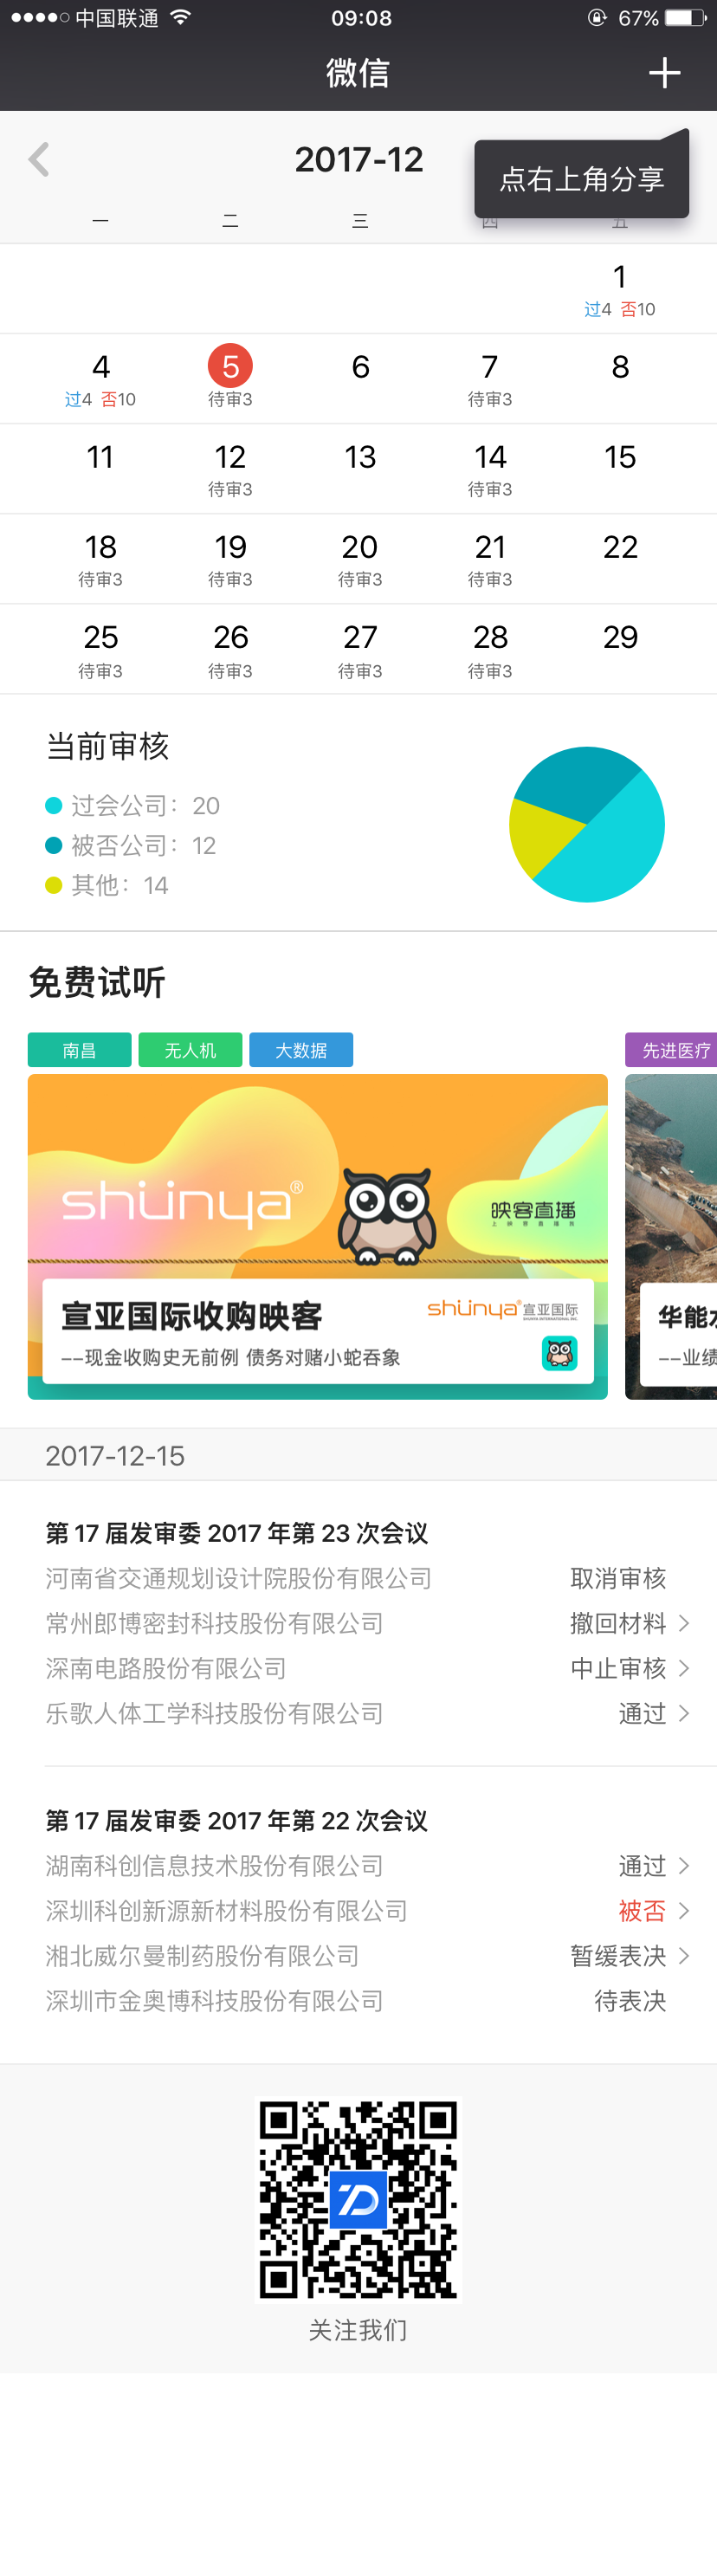 中国联通 09:08 67%
微信
2017-12
点右上角分享
一 二 三 四 五
1
过4 否10
4 5 6 7 8
过4 否10 待审3 待审3
11 12 13 14 15
待审3 待审3
18 19 20 21 22
待审3 待审3 待审3 待审3
25 26 27 28 29
待审3 待审3 待审3 待审3
当前审核
过会公司：20
被否公司：12
其他：14
免费试听
南昌 无人机 大数据 先进医疗
shünya® 映客直播
宣亚国际收购映客 shünya® 宣亚国际
--现金收购史无前例 债务对赌小蛇吞象
华能
--业绩
2017-12-15
第 17 届发审委 2017 年第 23 次会议
河南省交通规划设计院股份有限公司 取消审核
常州郎博密封科技股份有限公司 撤回材料
深南电路股份有限公司 中止审核
乐歌人体工学科技股份有限公司 通过
第 17 届发审委 2017 年第 22 次会议
湖南科创信息技术股份有限公司 通过
深圳科创新源新材料股份有限公司 被否
湘北威尔曼制药股份有限公司 暂缓表决
深圳市金奥博科技股份有限公司 待表决
关注我们